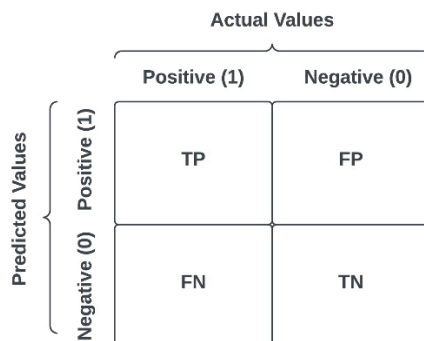 Actual Values
Positive (1) Negative (0)
Predicted Values
Positive (1)
TP FP
Negative (0)
FN TN